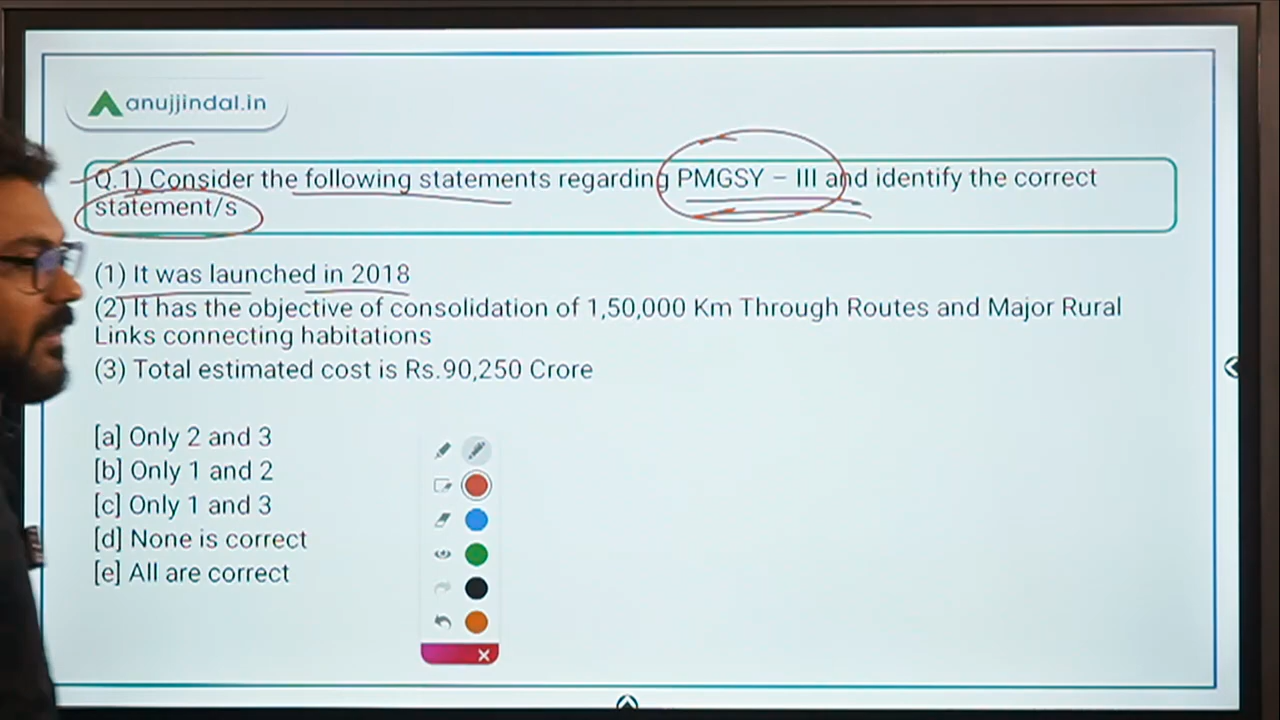 anujjindal.in
Q.1) Consider the following statements regarding PMGSY – III and identify the correct
statement/s
(1) It was launched in 2018
(2) It has the objective of consolidation of 1,50,000 Km Through Routes and Major Rural
Links connecting habitations
(3) Total estimated cost is Rs.90,250 Crore
[a] Only 2 and 3
[b] Only 1 and 2
[c] Only 1 and 3
[d] None is correct
[e] All are correct